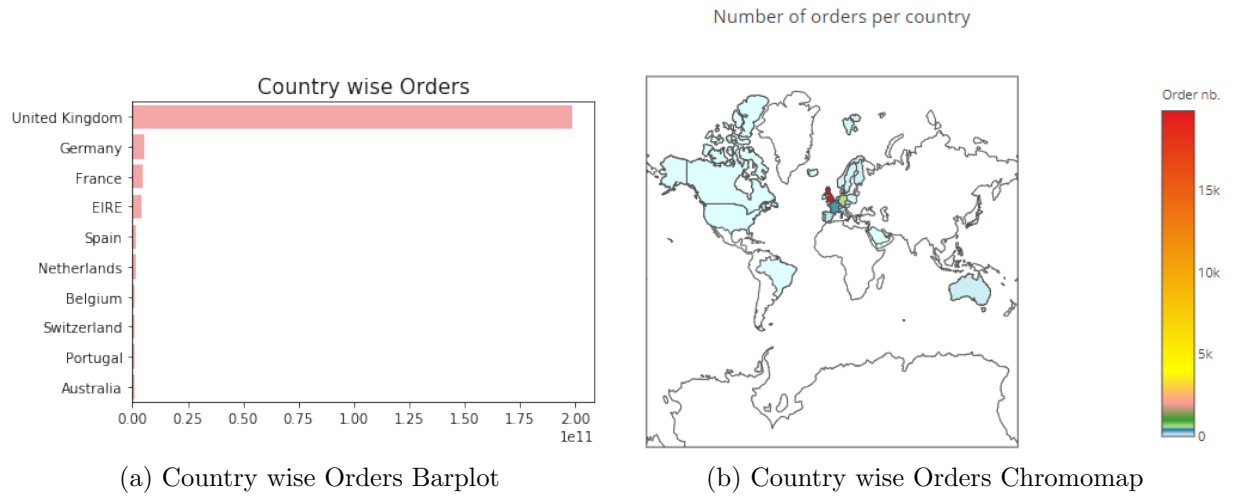 Number of orders per country
Country wise Orders
United Kingdom
Germany
France
EIRE
Spain
Netherlands
Belgium
Switzerland
Portugal
Australia
0.00 0.25 0.50 0.75 1.00 1.25 1.50 1.75 2.00
1e11
Order nb.
15k
10k
5k
0
(a) Country wise Orders Barplot
(b) Country wise Orders Chromomap